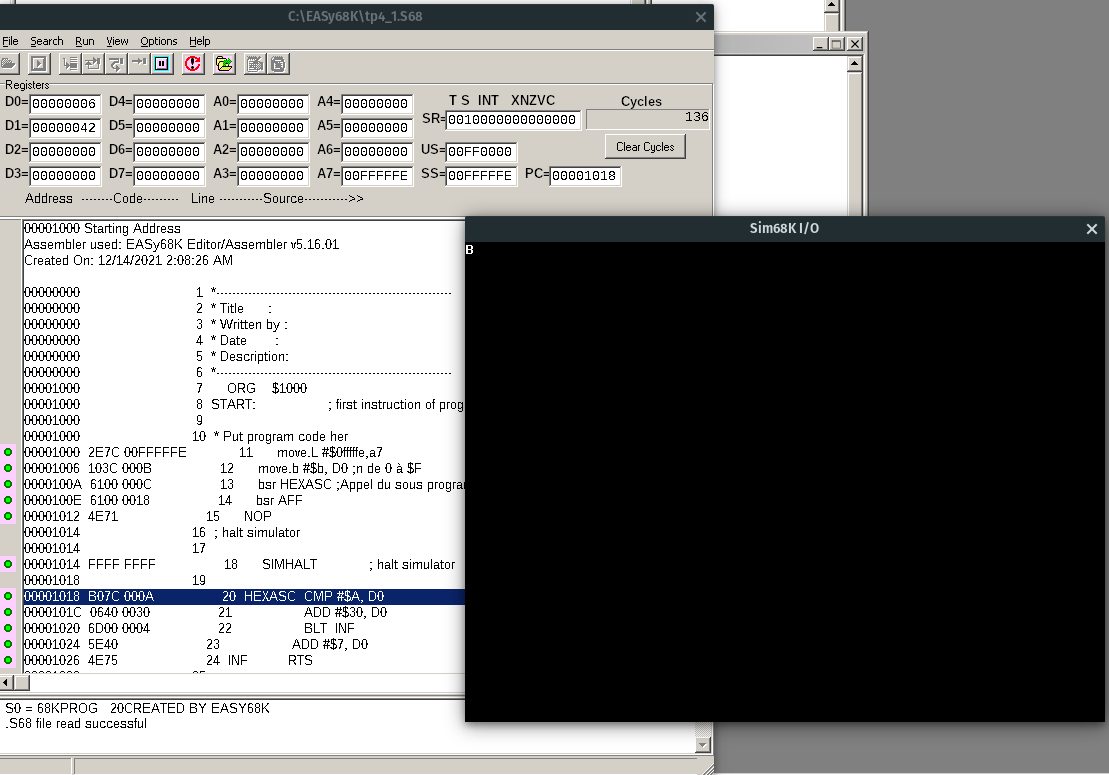 C:\EASy68K\tp4_1.S68
File Search Run View Options Help
Registers
D0= 00000006 D4= 00000000 A0= 00000000 A4= 00000000 T S INT XNZVC Cycles
D1= 00000042 D5= 00000000 A1= 00000000 A5= 00000000 SR= 0010000000000000 136
D2= 00000000 D6= 00000000 A2= 00000000 A6= 00000000 US= 00FF0000 Clear Cycles
D3= 00000000 D7= 00000000 A3= 00000000 A7= 00FFFFFE SS= 00FFFFFE PC= 00001018
Address -------Code--------- Line -----------Source----------->>
00001000 Starting Address
Assembler used: EASy68K Editor/Assembler v5.16.01
Created On: 12/14/2021 2:08:26 AM
00000000 1 *-----------------------------------------------------------
00000000 2 * Title :
00000000 3 * Written by :
00000000 4 * Date :
00000000 5 * Description:
00000000 6 *-----------------------------------------------------------
00001000 7 ORG $1000
00001000 8 START: ; first instruction of prog
00001000 9
00001000 10 * Put program code her
00001000 2E7C 00FFFFFE 11 move.L #$0fffffe,a7
00001006 103C 000B 12 move.b #$b, D0 ;n de 0 à $F
0000100A 6100 000C 13 bsr HEXASC ;Appel du sous progra
0000100E 6100 0018 14 bsr AFF
00001012 4E71 15 NOP
00001014 16 ; halt simulator
00001014 17
00001014 FFFF FFFF 18 SIMHALT ; halt simulator
00001018 19
00001018 B07C 000A 20 HEXASC CMP #$A, D0
0000101C 0640 0030 21 ADD #$30, D0
00001020 6D00 0004 22 BLT INF
00001024 5E40 23 ADD #$7, D0
00001026 4E75 24 INF RTS
S0 = 68KPROG 20CREATED BY EASY68K
.S68 file read successful
Sim68K I/O
B